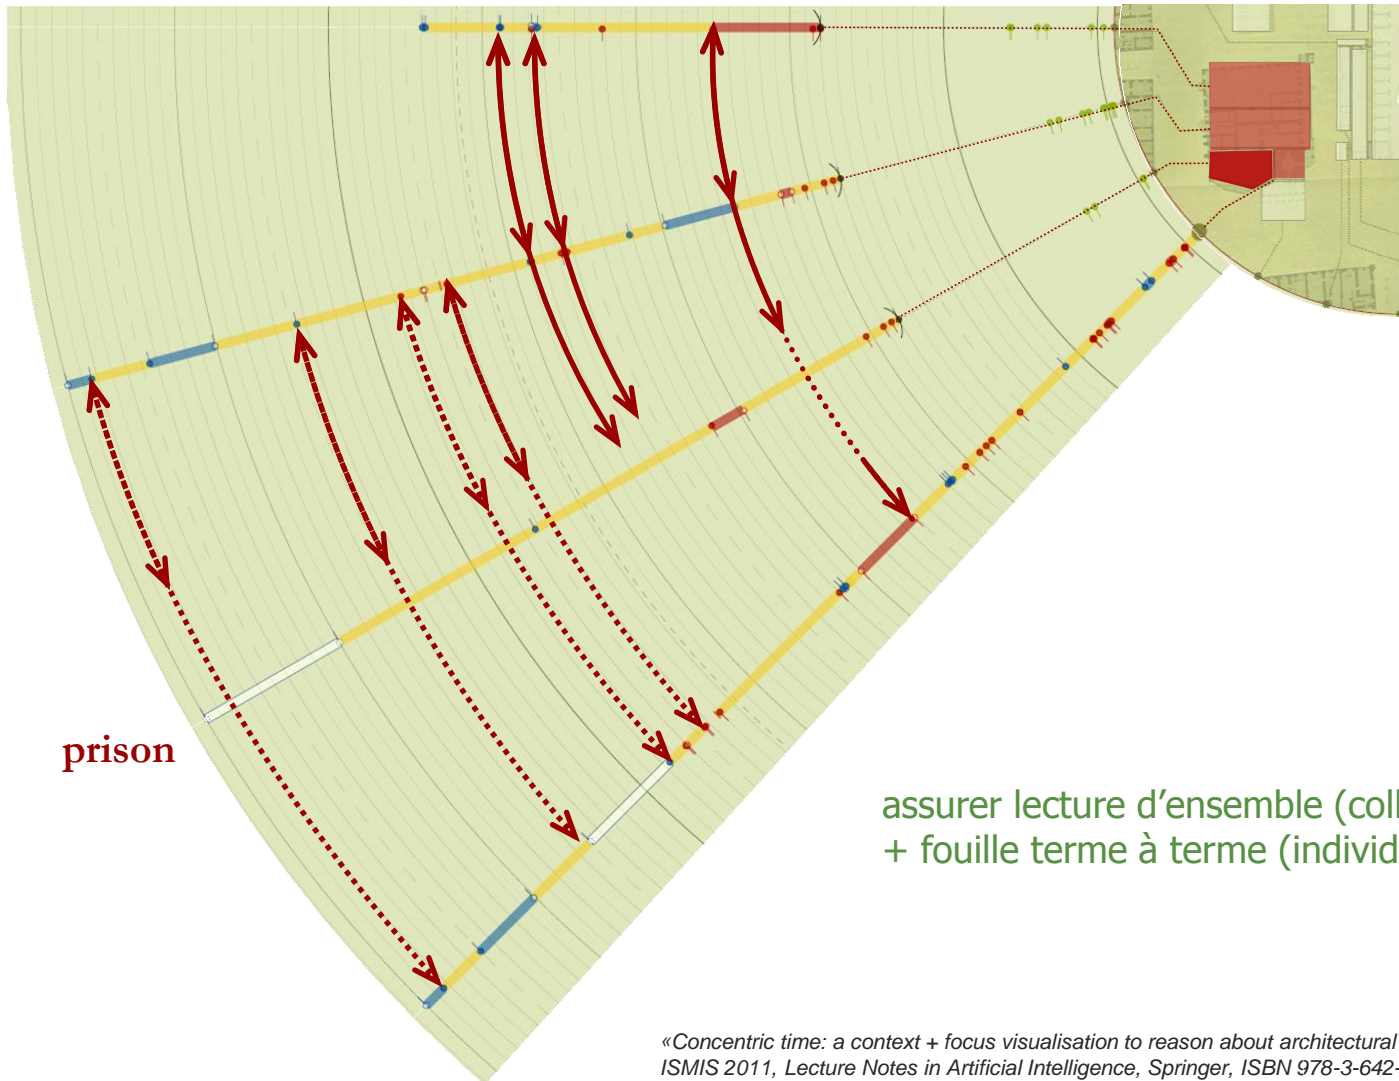 prison
assurer lecture d'ensemble (coll
+ fouille terme à terme (individ
«Concentric time: a context + focus visualisation to reason about architectural
ISMIS 2011, Lecture Notes in Artificial Intelligence, Springer, ISBN 978-3-642-